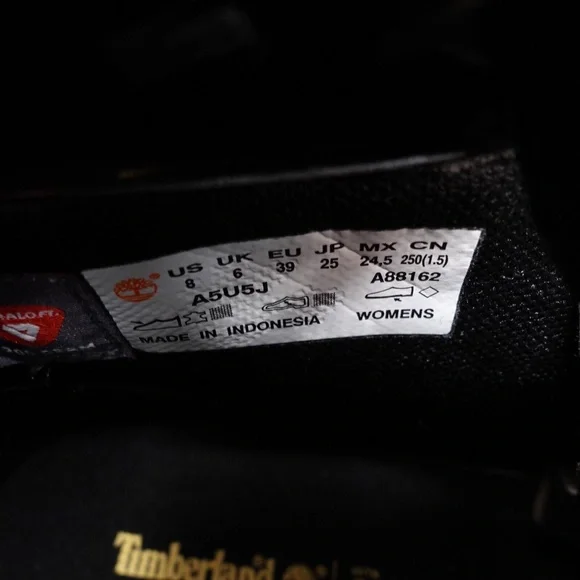 US UK EU JP MX CN
8 6 39 25 24.5 250(1.5)
A5U5J A88162
MADE IN INDONESIA WOMENS
Timberland